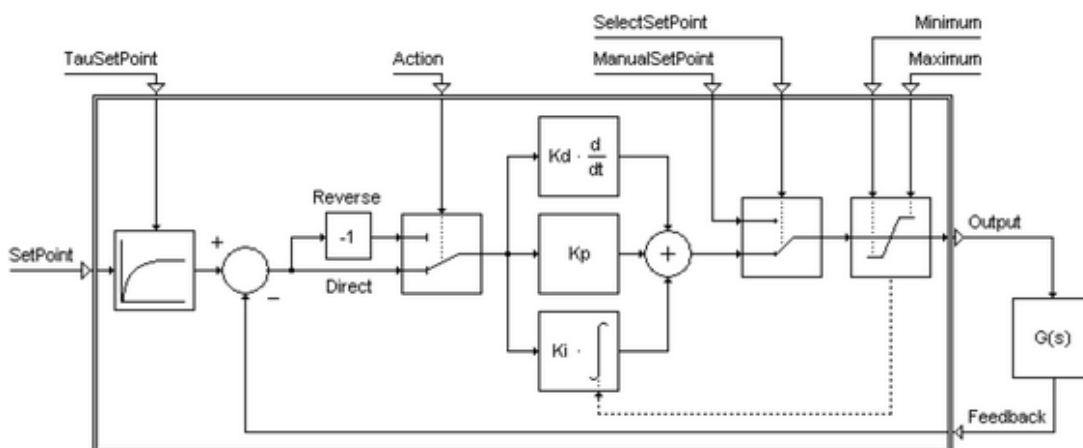 SelectSetPoint
Minimum
TauSetPoint
Action
ManualSetPoint
Maximum
Kd · d
dt
Reverse
SetPoint
+
-1
Kp
+
Output
−
Direct
G(s)
Ki · ∫
Feedback